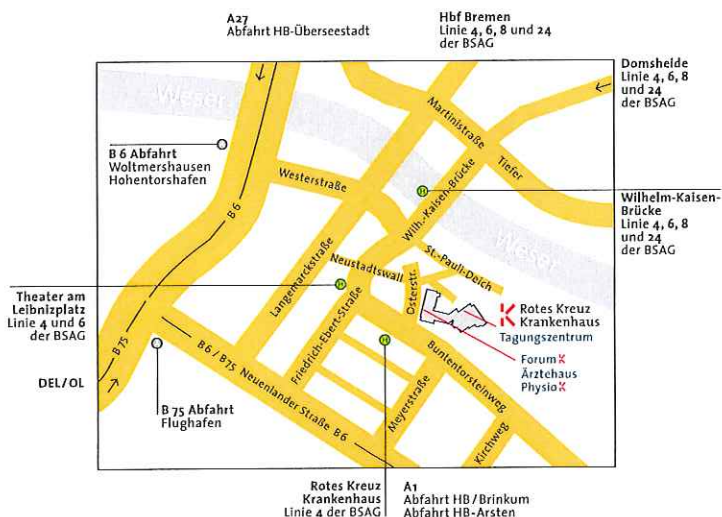 A27
Abfahrt HB-Überseestadt
Hbf Bremen
Linie 4, 6, 8 und 24
der BSAG
Domshelde
Linie 4, 6, 8
und 24
der BSAG
Weser
Martinistraße
Tiefer
B 6 Abfahrt
Woltmershausen
Hohentorshafen
Westerstraße
Wilh.-Kaisen-Brücke
Wilhelm-Kaisen-
Brücke
Linie 4, 6, 8
und 24
der BSAG
Weser
B 6
H
St.-Pauli-Deich
Neustadtswall
Langemarckstraße
Osterstr.
Theater am
Leibnizplatz
Linie 4 und 6
der BSAG
H
Rotes Kreuz
Krankenhaus
Tagungszentrum
Forum K
Ärztehaus
Physio K
Friedrich-Ebert-Straße
H
B 75
B 6 / B 75
Neuenlander Straße B 6
Buntentorsteinweg
Meyerstraße
Kirchweg
DEL/OL
B 75 Abfahrt
Flughafen
Rotes Kreuz
Krankenhaus
Linie 4 der BSAG
A1
Abfahrt HB/Brinkum
Abfahrt HB-Arsten